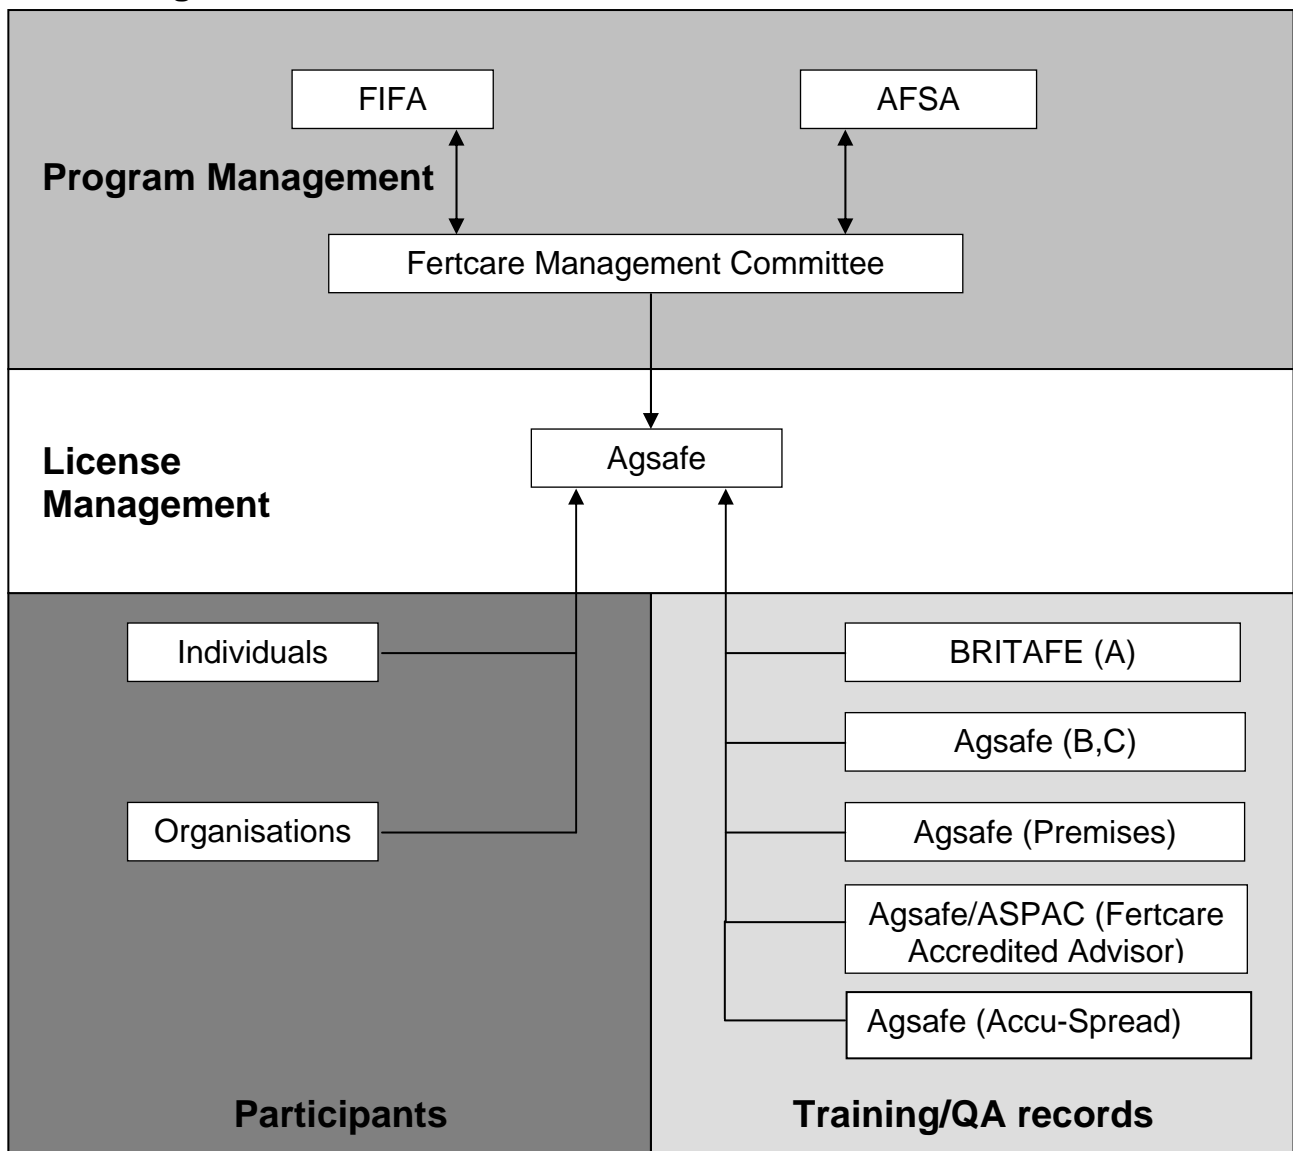 FIFA
AFSA
Program Management
Fertcare Management Committee
License
Management
Agsafe
Individuals
Organisations
Participants
BRITAFE (A)
Agsafe (B,C)
Agsafe (Premises)
Agsafe/ASPAC (Fertcare
Accredited Advisor)
Agsafe (Accu-Spread)
Training/QA records